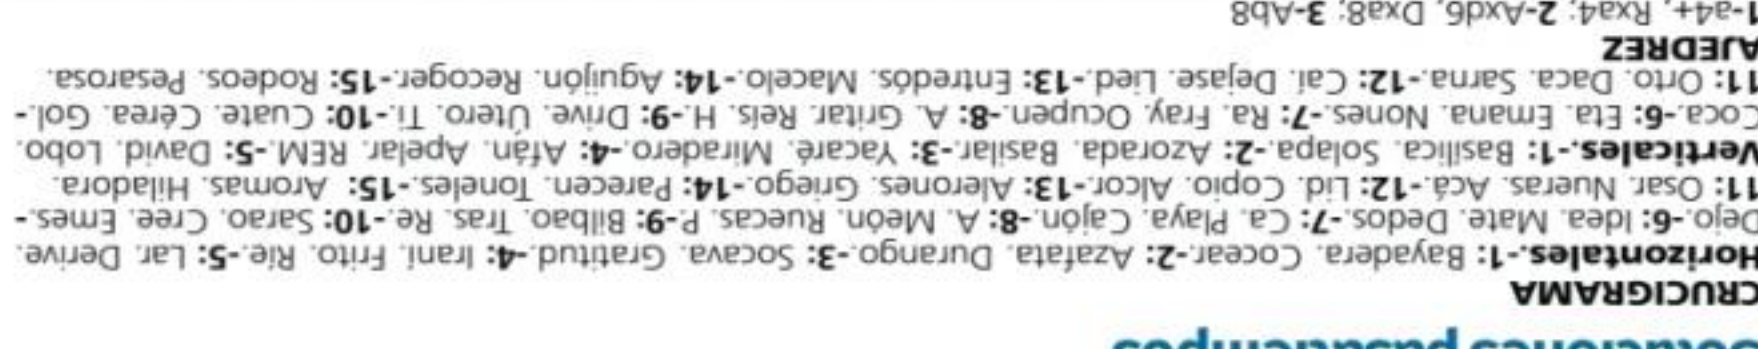 Soluciones pasatiempos
CRUCIGRAMA
Horizontales.-1: Bayadera. Cocear.-2: Azafata. Durango.-3: Socava. Gratitud.-4: Iraní. Frito. Ríe.-5: Lar. Derive.
Dejo.-6: Idea. Mate. Dedos.-7: Ca. Playa. Cajón.-8: A. Meón. Ruecas. P.-9: Bilbao. Tras. Re.-10: Sarao. Cree. Emes.-
11: Osar. Nueras. Acá.-12: Lid. Copio. Alcor.-13: Alerones. Griego.-14: Parecen. Toneles.-15: Aromas. Hiladora.
Verticales.-1: Basílica. Solapa.-2: Azorada. Basilar.-3: Yacaré. Miradero.-4: Afán. Apelar. REM.-5: David. Lobo.
Coca.-6: Eta. Emana. Nones.-7: Ra. Fray. Ocupen.-8: A. Gritar. Reís. H.-9: Drive. Útero. Ti.-10: Cuate. Cérea. Gol.-
11: Orto. Daca. Sarna.-12: Caí. Dejase. Lied.-13: Entredós. Macelo.-14: Aguijón. Recoger.-15: Rodeos. Pesarosa.
AJEDREZ
1-a4+, Rxa4; 2-Axd6, Dxa8; 3-Ab8